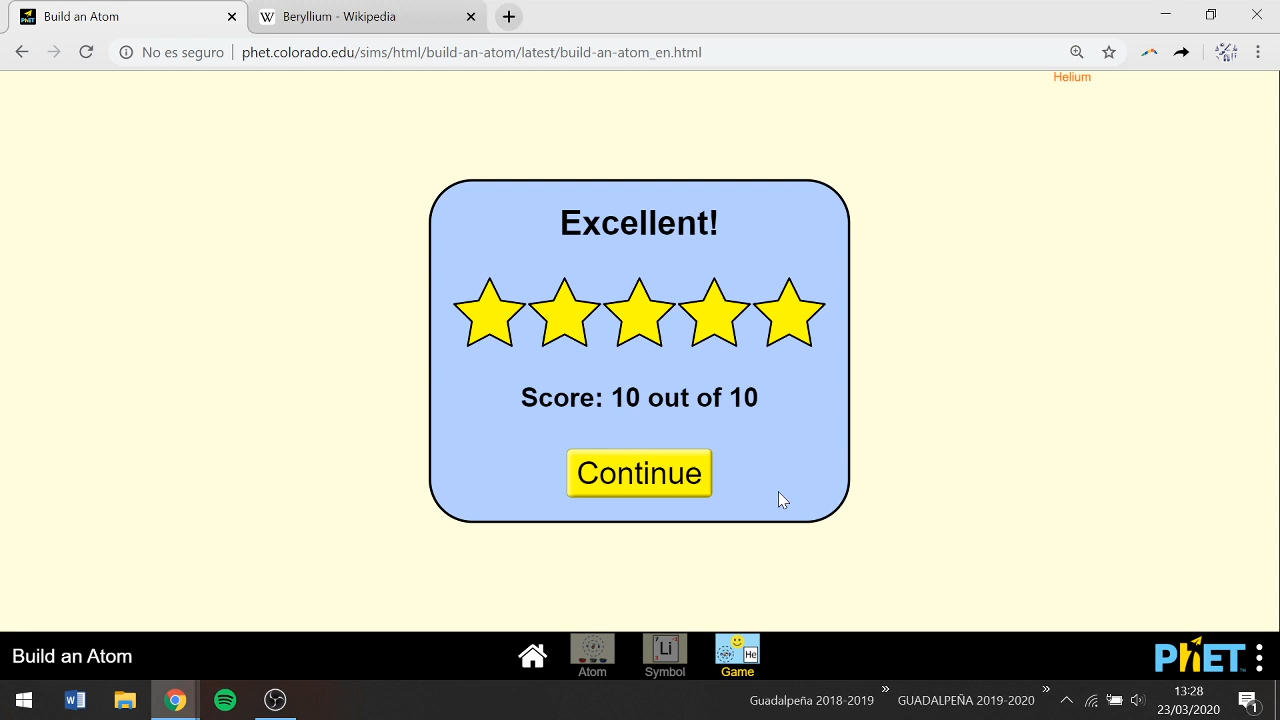 Build an Atom
Beryllium - Wikipedia
No es seguro
phet.colorado.edu/sims/html/build-an-atom/latest/build-an-atom_en.html
Helium
Excellent!
Score: 10 out of 10
Continue
Build an Atom
Atom
Li
Symbol
He
Game
PhET
Guadalpeña 2018-2019
GUADALPEÑA 2019-2020
13:28
23/03/2020
1